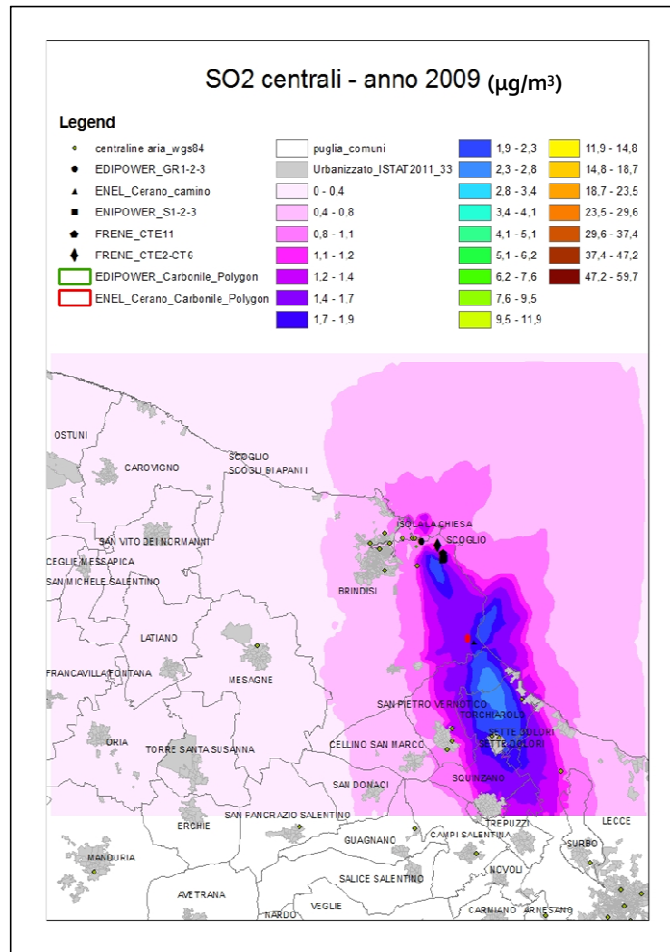 SO2 centrali - anno 2009 (µg/m³)
Legend
centraline aria_wgs84
EDIPOWER_GR1-2-3
ENEL_Cerano_camino
ENIPOWER_S1-2-3
FRENE_CTE11
FRENE_CTE2-CT6
EDIPOWER_Carbonile_Polygon
ENEL_Cerano_Carbonile_Polygon
puglia_comuni
Urbanizzato_ISTAT2011_33
0 - 0.4
0,4 - 0,8
0,8 - 1,1
1,1 - 1,2
1,2 - 1,4
1,4 - 1,7
1,7 - 1,9
1,9 - 2,3
2,3 - 2,8
2,8 - 3,4
3,4 - 4,1
4,1 - 5,1
5,1 - 6,2
6,2 - 7,6
7,6 - 9,5
9,5 - 11,9
11,9 - 14,8
14,8 - 18,7
18,7 - 23,5
23,5 - 29,6
29,6 - 37,4
37,4 - 47,2
47,2 - 59,7
OSTUNI
CAROVIGNO
SCOGLIO
SCOGLI DI APANI I
ISOLA LA CHIESA
SCOGLIO
SAN VITO DEI NORMANNI
CEGLIE MESSAPICA
SAN MICHELE SALENTINO
BRINDISI
LATIANO
MESAGNE
FRANCAVILLA FONTANA
SAN PIETRO VERNOTICO
TORCHIAROLO
SETTE DOLORI
SETTE DOLORI
ORIA
TORRE SANTA SUSANNA
CELLINO SAN MARCO
SAN DONACI
SQUINZANO
ERCHIE
SAN PANCRAZIO SALENTINO
TREPUZZI
LECCE
GUAGNANO
CAMPI SALENTINA
SURBO
MANDURIA
SALICE SALENTINO
NOVOLI
AVETRANA
VEGLIE
NARDO
CARMIANO
ARNESANO